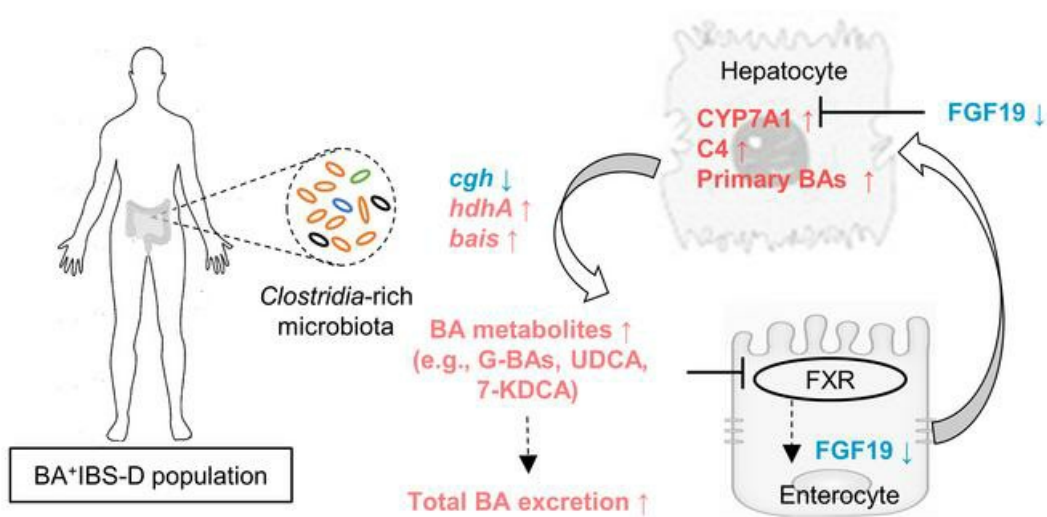 Clostridia-rich
microbiota
BA⁺IBS-D population
cgh ↓
hdhA ↑
bais ↑
BA metabolites ↑
(e.g., G-BAs, UDCA,
7-KDCA)
Total BA excretion ↑
Hepatocyte
CYP7A1 ↑
C4 ↑
Primary BAs ↑
FGF19 ↓
FXR
FGF19 ↓
Enterocyte